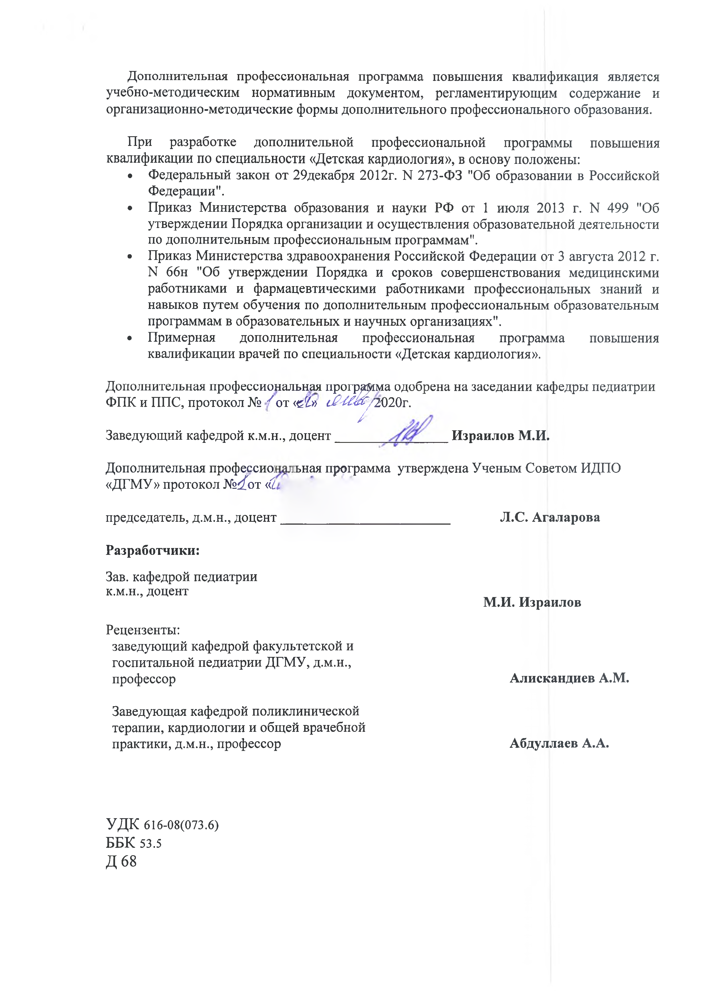 Дополнительная профессиональная программа повышения квалификация является
учебно-методическим нормативным документом, регламентирующим содержание и
организационно-методические формы дополнительного профессионального образования.
При разработке дополнительной профессиональной программы повышения
квалификации по специальности «Детская кардиология», в основу положены:
• Федеральный закон от 29декабря 2012г. N 273-ФЗ "Об образовании в Российской
Федерации".
• Приказ Министерства образования и науки РФ от 1 июля 2013 г. N 499 "Об
утверждении Порядка организации и осуществления образовательной деятельности
по дополнительным профессиональным программам".
• Приказ Министерства здравоохранения Российской Федерации от 3 августа 2012 г.
N 66н "Об утверждении Порядка и сроков совершенствования медицинскими
работниками и фармацевтическими работниками профессиональных знаний и
навыков путем обучения по дополнительным профессиональным образовательным
программам в образовательных и научных организациях".
• Примерная дополнительная профессиональная программа повышения
квалификации врачей по специальности «Детская кардиология».
Дополнительная профессиональная программа одобрена на заседании кафедры педиатрии
ФПК и ППС, протокол № 1 от « » 2020г.
Заведующий кафедрой к.м.н., доцент Израилов М.И.
Дополнительная профессиональная программа утверждена Ученым Советом ИДПО
«ДГМУ» протокол № от «
председатель, д.м.н., доцент Л.С. Агаларова
Разработчики:
Зав. кафедрой педиатрии
к.м.н., доцент
М.И. Израилов
Рецензенты:
заведующий кафедрой факультетской и
госпитальной педиатрии ДГМУ, д.м.н.,
профессор Алискандиев А.М.
Заведующая кафедрой поликлинической
терапии, кардиологии и общей врачебной
практики, д.м.н., профессор Абдуллаев А.А.
УДК 616-08(073.6)
ББК 53.5
Д 68